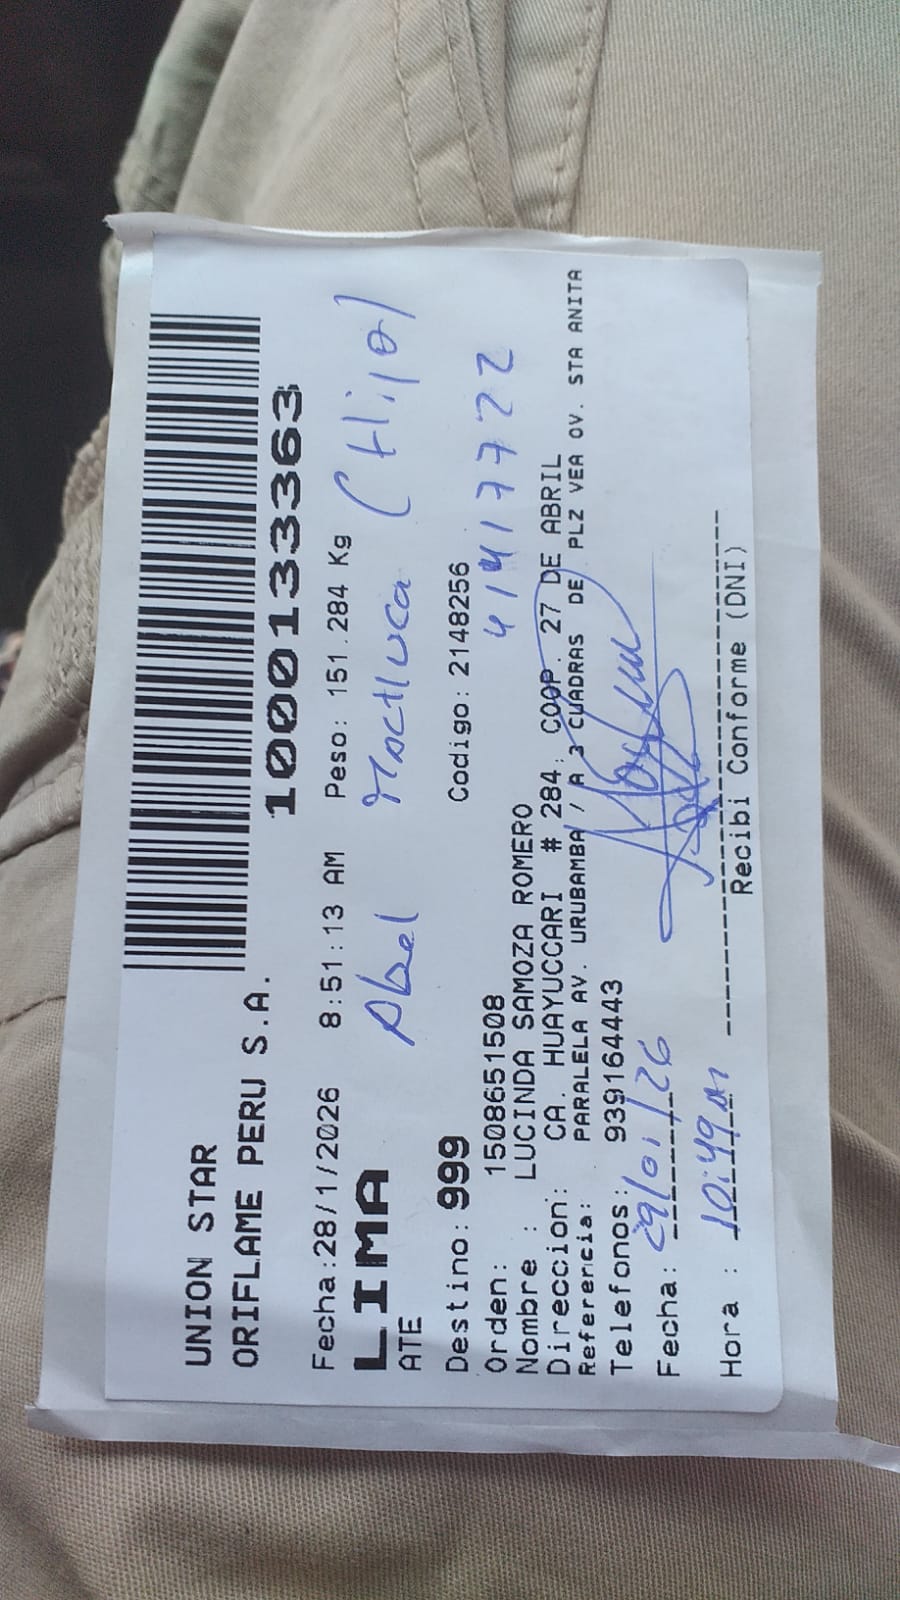 UNION STAR
ORIFLAME PERU S.A.
1000133363
Fecha:28/1/2026 8:51:13 AM Peso: 151.284 Kg
LIMA
ATE
Abel (Hijo)
Destino: 999 Codigo: 2148256
41417722
Orden: 1508651508
Nombre : LUCINDA SAMOZA ROMERO
Direccion: CA. HUAYUCCARI # 284; COOP. 27 DE ABRIL
Referencia: PARALELA AV. URUBAMBA / A 3 CUADRAS DE PLZ VEA OV. STA ANITA
Telefonos: 939164443
Fecha: 29/01/26
Hora : 10:49 am
Recibi Conforme (DNI)